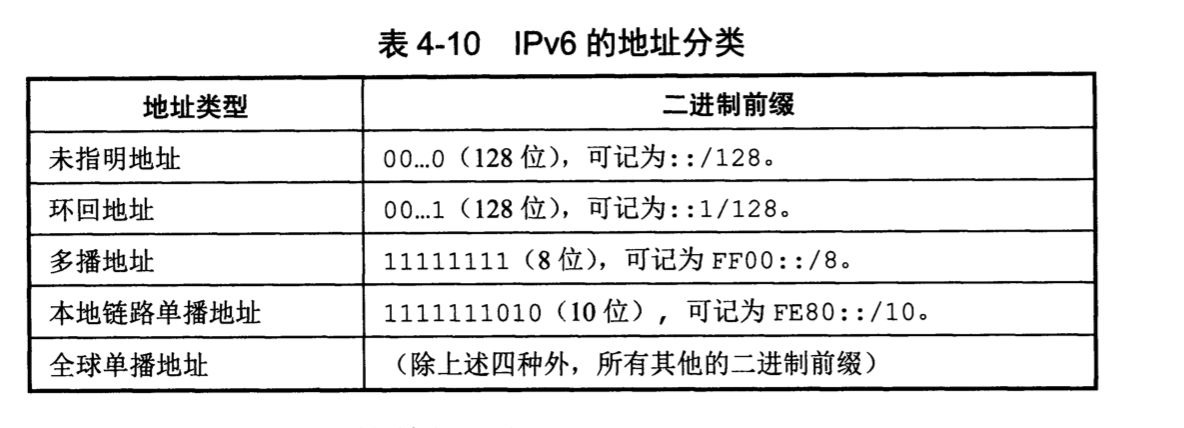 表 4-10 IPv6 的地址分类
地址类型 二进制前缀
未指明地址 00…0（128 位），可记为::/128。
环回地址 00…1（128 位），可记为::1/128。
多播地址 11111111（8 位），可记为 FF00::/8。
本地链路单播地址 1111111010（10 位）, 可记为 FE80::/10。
全球单播地址 （除上述四种外，所有其他的二进制前缀）